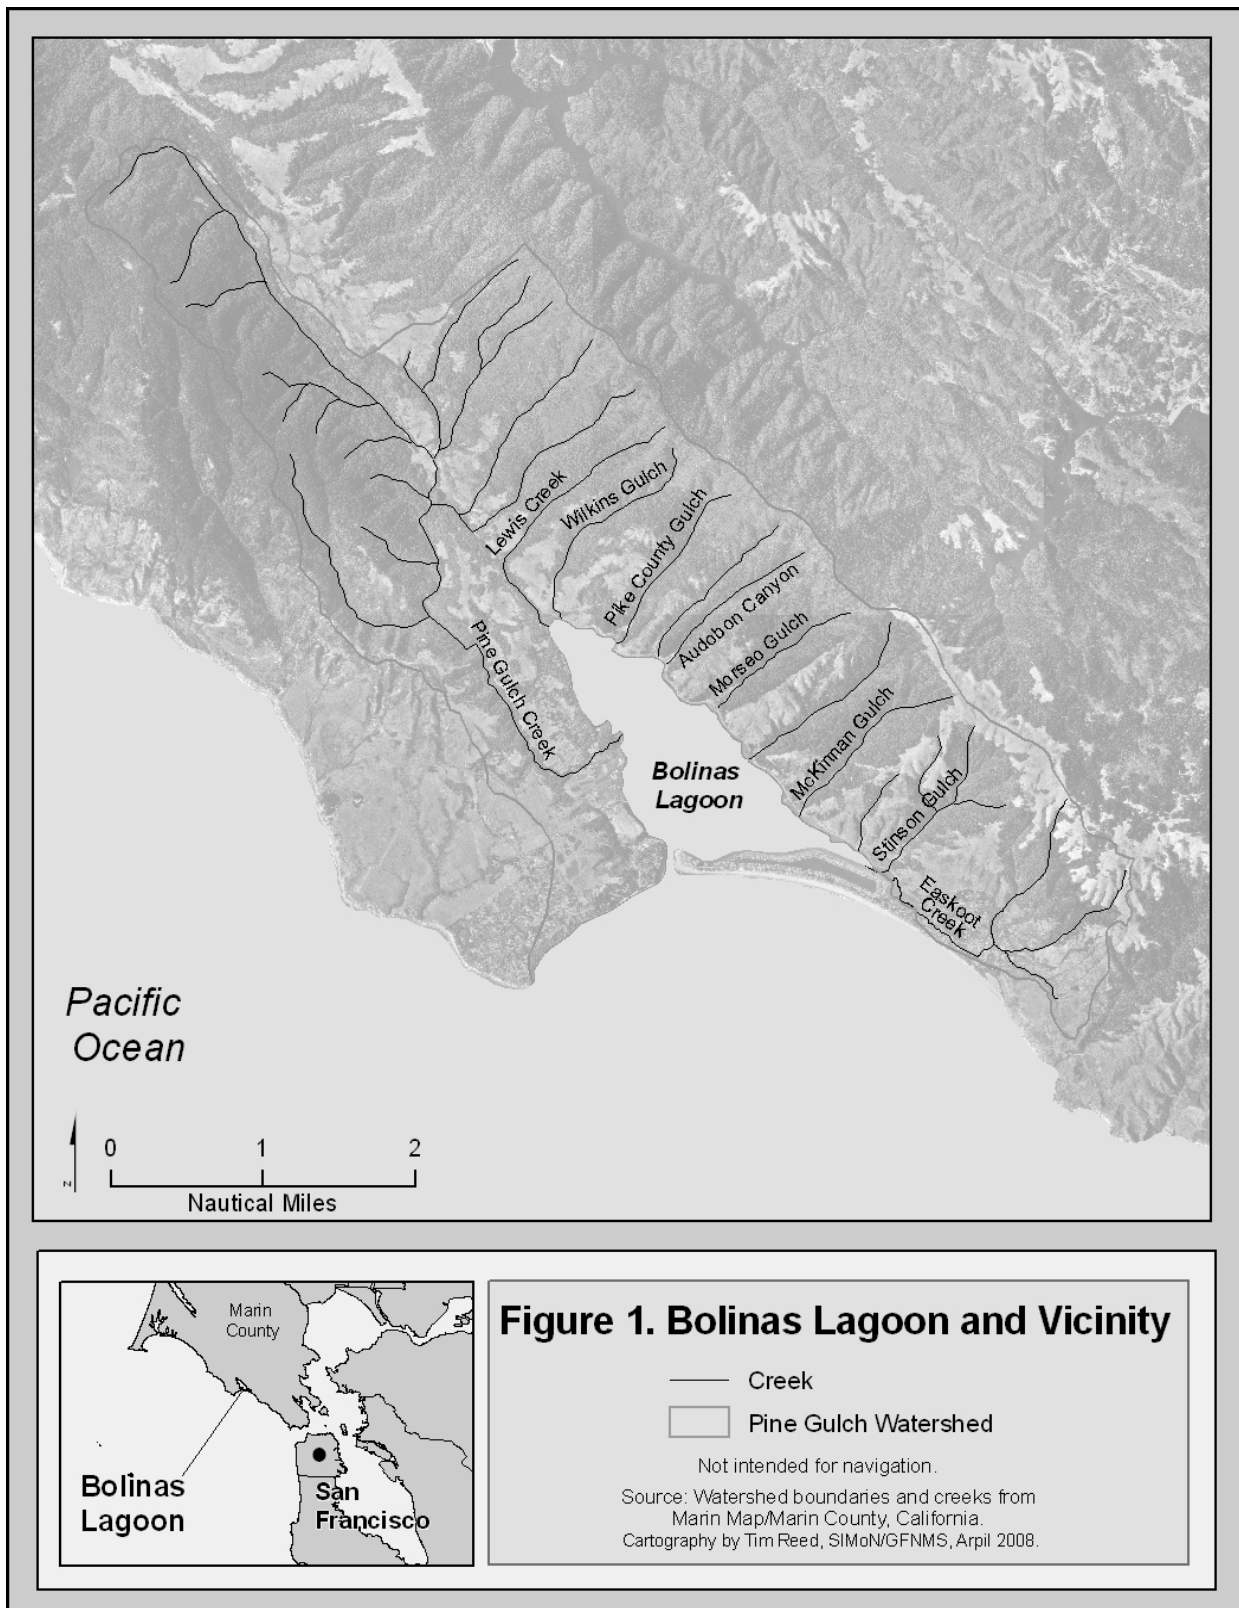 Lewis Creek
Wilkins Gulch
Pike County Gulch
Audobon Canyon
Morseo Gulch
Pine Gulch Creek
McKinnan Gulch
Bolinas
Lagoon
Stinson Gulch
Easkoot
Creek
Pacific
Ocean
N
0 1 2
Nautical Miles
Marin
County
Bolinas
Lagoon
San
Francisco
Figure 1. Bolinas Lagoon and Vicinity
Creek
Pine Gulch Watershed
Not intended for navigation.
Source: Watershed boundaries and creeks from
Marin Map/Marin County, California.
Cartography by Tim Reed, SIMoN/GFNMS, Arpil 2008.